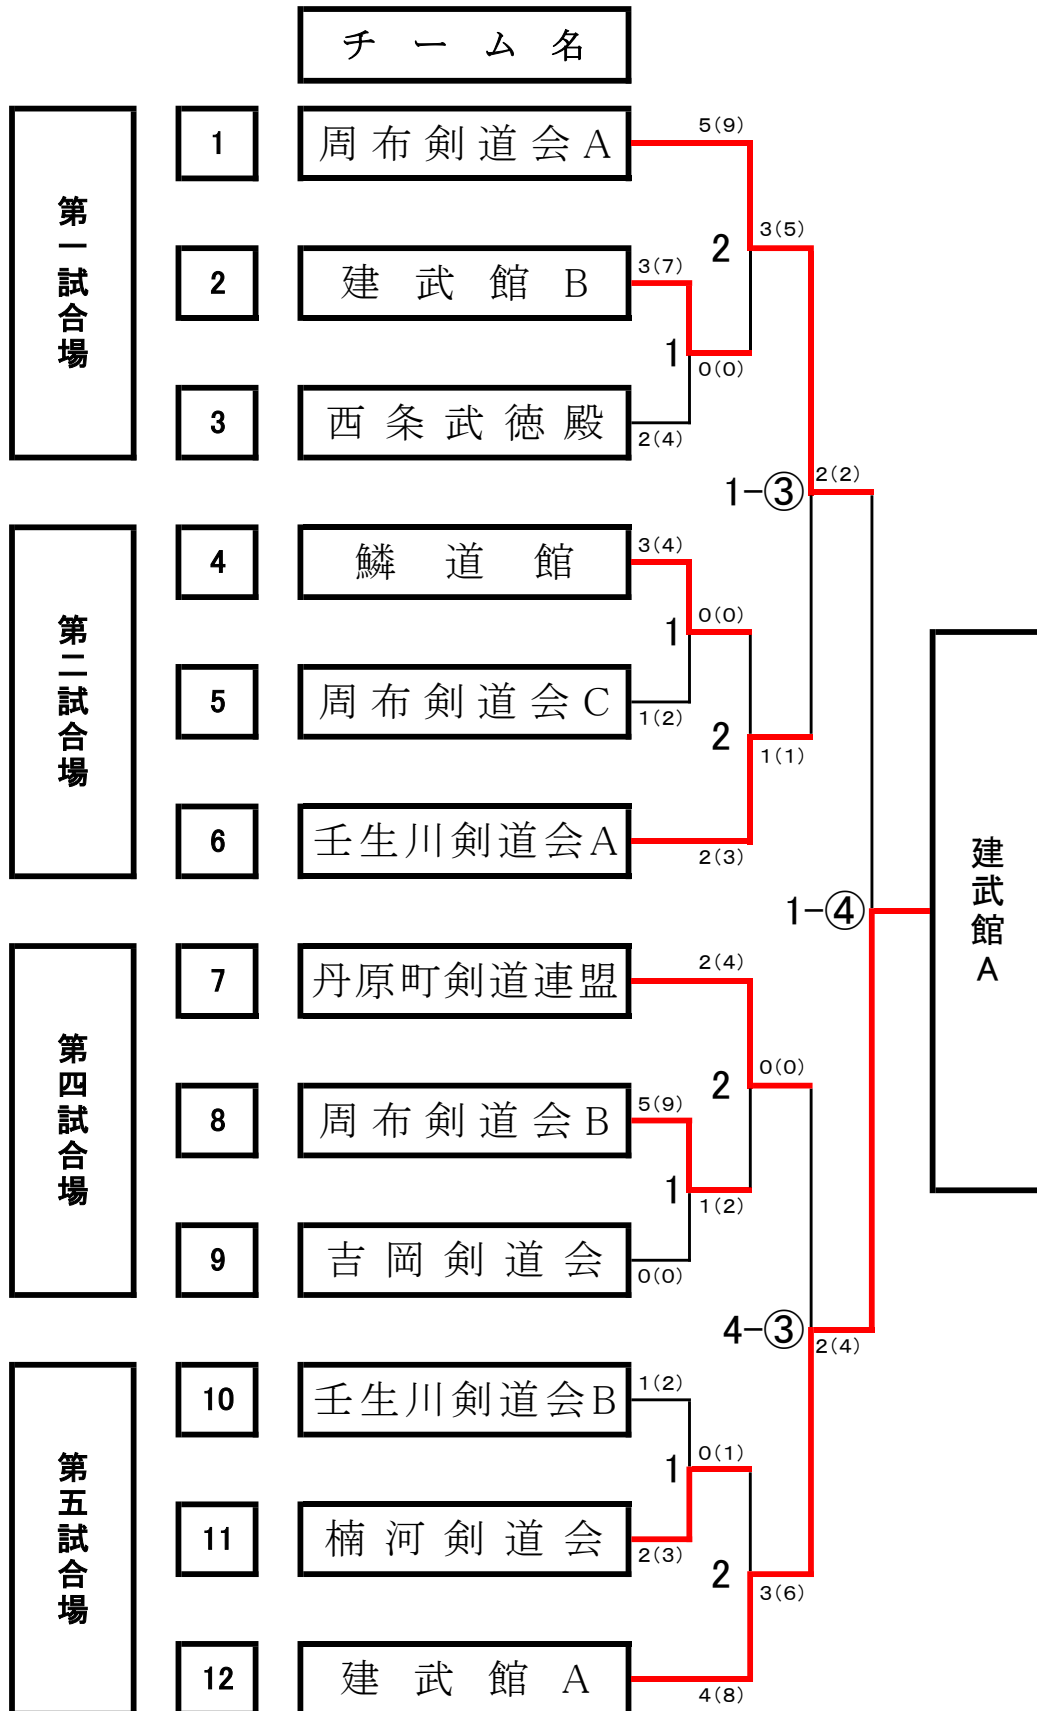 チーム名
第一試合場
1
周布剣道会A
5(9)
2
3(5)
2
建武館B
3(7)
1
0(0)
3
西条武徳殿
2(4)
1-③
2(2)
第二試合場
4
鱗道館
3(4)
1
0(0)
5
周布剣道会C
1(2)
2
1(1)
6
壬生川剣道会A
2(3)
1-④
建武館A
第四試合場
7
丹原町剣道連盟
2(4)
2
0(0)
8
周布剣道会B
5(9)
1
1(2)
9
吉岡剣道会
0(0)
4-③
2(4)
第五試合場
10
壬生川剣道会B
1(2)
1
0(1)
11
楠河剣道会
2(3)
2
3(6)
12
建武館A
4(8)